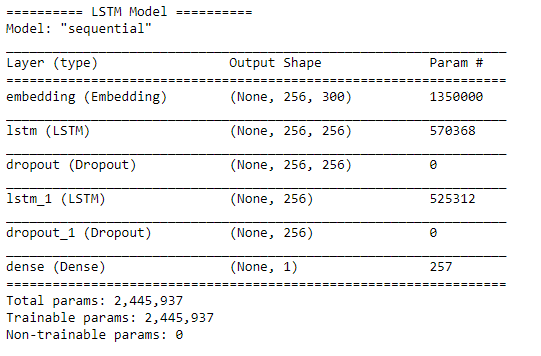 ========== LSTM Model ==========
Model: "sequential"
_________________________________________________________________
Layer (type) Output Shape Param #
=================================================================
embedding (Embedding) (None, 256, 300) 1350000
_________________________________________________________________
lstm (LSTM) (None, 256, 256) 570368
_________________________________________________________________
dropout (Dropout) (None, 256, 256) 0
_________________________________________________________________
lstm_1 (LSTM) (None, 256) 525312
_________________________________________________________________
dropout_1 (Dropout) (None, 256) 0
_________________________________________________________________
dense (Dense) (None, 1) 257
=================================================================
Total params: 2,445,937
Trainable params: 2,445,937
Non-trainable params: 0